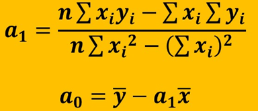 a₁ = (n∑xᵢyᵢ − ∑xᵢ∑yᵢ) / (n∑xᵢ² − (∑xᵢ)²)
a₀ = y̅ − a₁x̅